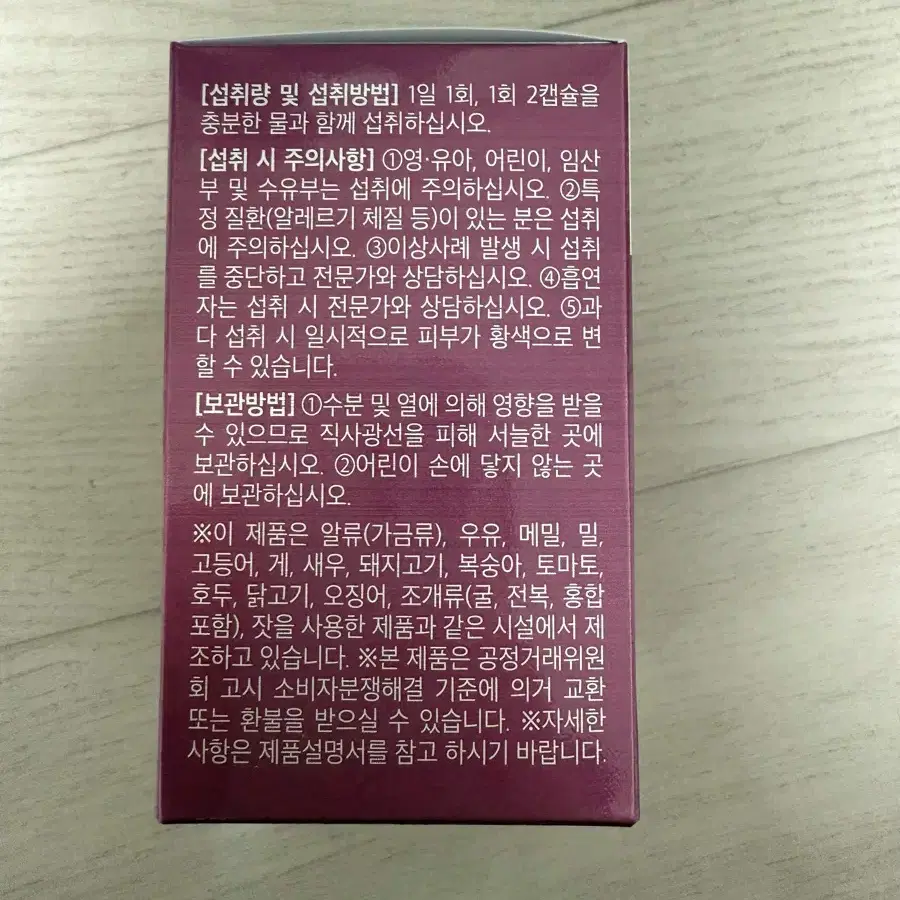 [섭취량 및 섭취방법] 1일 1회, 1회 2캡슐을
충분한 물과 함께 섭취하십시오.
[섭취 시 주의사항] ①영·유아, 어린이, 임산
부 및 수유부는 섭취에 주의하십시오. ②특
정 질환(알레르기 체질 등)이 있는 분은 섭취
에 주의하십시오. ③이상사례 발생 시 섭취
를 중단하고 전문가와 상담하십시오. ④흡연
자는 섭취 시 전문가와 상담하십시오. ⑤과
다 섭취 시 일시적으로 피부가 황색으로 변
할 수 있습니다.
[보관방법] ①수분 및 열에 의해 영향을 받을
수 있으므로 직사광선을 피해 서늘한 곳에
보관하십시오. ②어린이 손에 닿지 않는 곳
에 보관하십시오.
※이 제품은 알류(가금류), 우유, 메밀, 밀,
고등어, 게, 새우, 돼지고기, 복숭아, 토마토,
호두, 닭고기, 오징어, 조개류(굴, 전복, 홍합
포함), 잣을 사용한 제품과 같은 시설에서 제
조하고 있습니다. ※본 제품은 공정거래위원
회 고시 소비자분쟁해결 기준에 의거 교환
또는 환불을 받으실 수 있습니다. ※자세한
사항은 제품설명서를 참고 하시기 바랍니다.